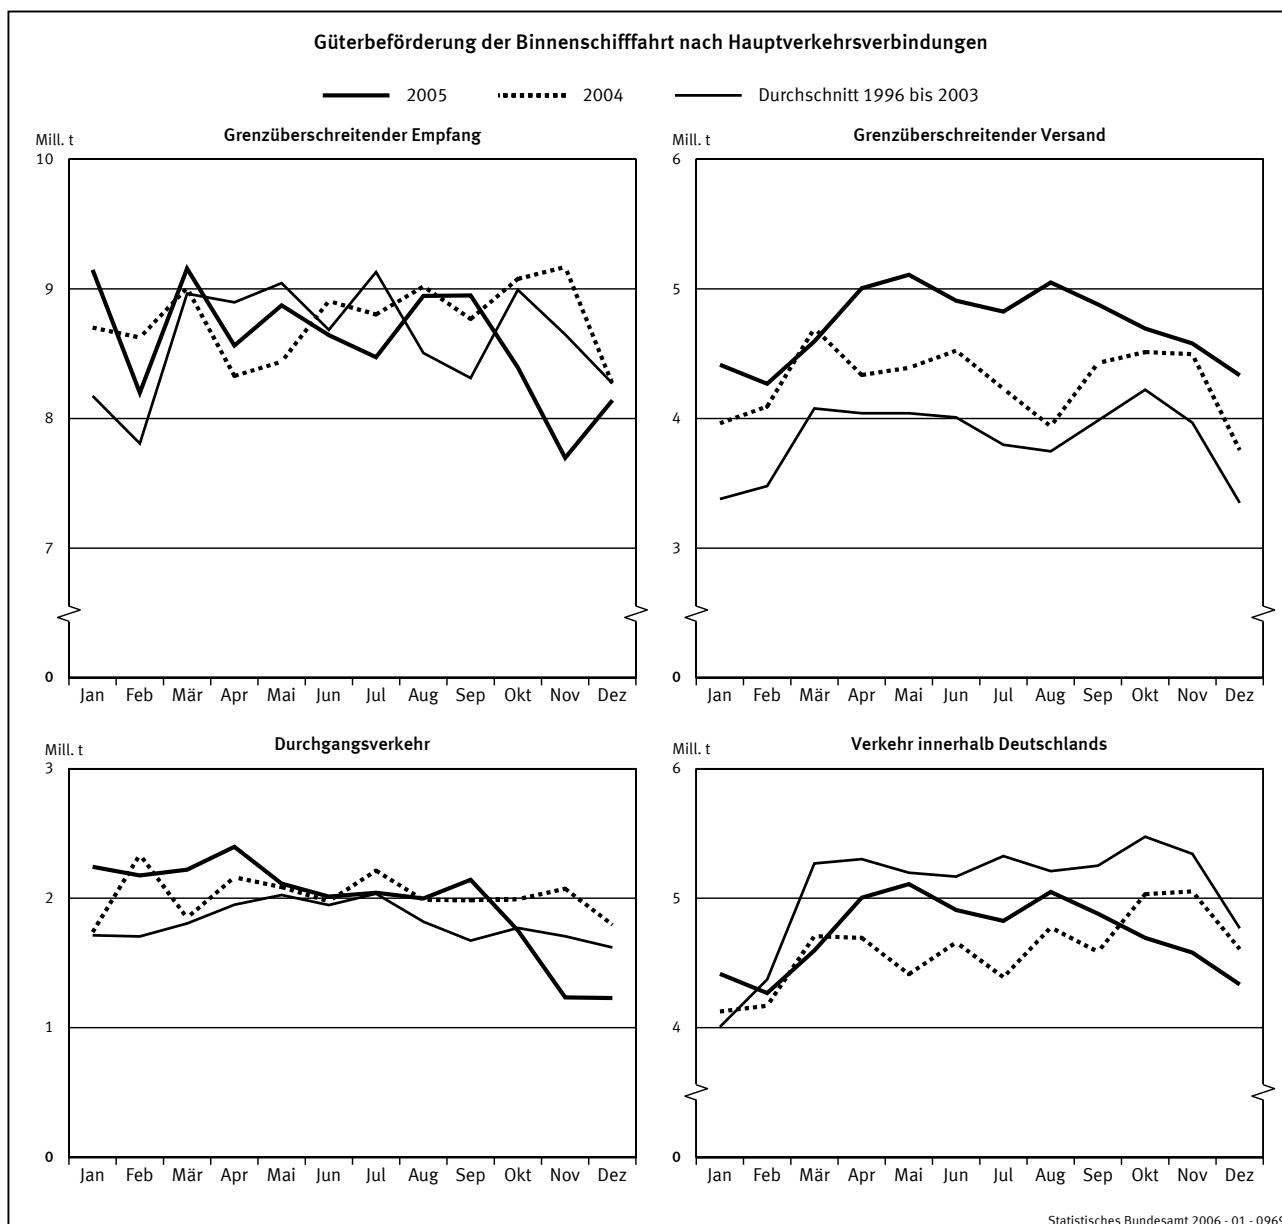 Güterbeförderung der Binnenschifffahrt nach Hauptverkehrsverbindungen
2005 2004 Durchschnitt 1996 bis 2003
Grenzüberschreitender Empfang
Mill. t
10
9
8
7
0
Jan Feb Mär Apr Mai Jun Jul Aug Sep Okt Nov Dez
Grenzüberschreitender Versand
Mill. t
6
5
4
3
0
Jan Feb Mär Apr Mai Jun Jul Aug Sep Okt Nov Dez
Durchgangsverkehr
Mill. t
3
2
1
0
Jan Feb Mär Apr Mai Jun Jul Aug Sep Okt Nov Dez
Verkehr innerhalb Deutschlands
Mill. t
6
5
4
0
Jan Feb Mär Apr Mai Jun Jul Aug Sep Okt Nov Dez
Statistisches Bundesamt 2006 - 01 - 0969